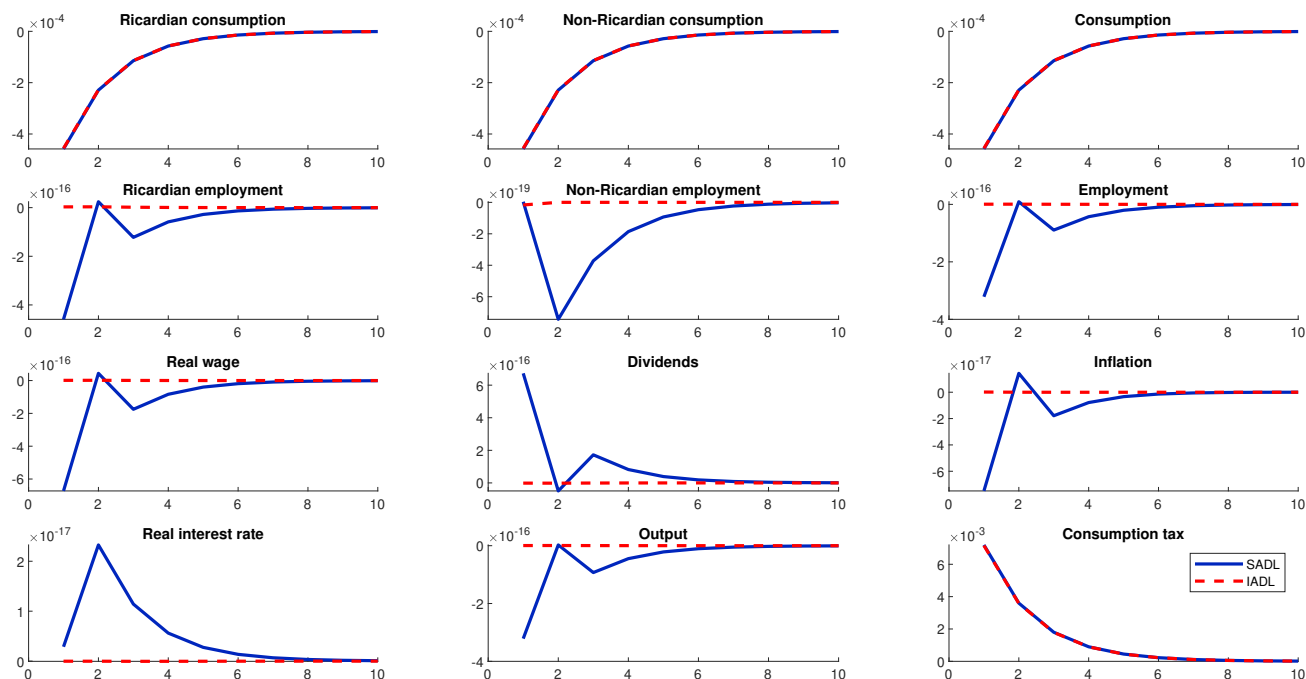 Ricardian consumption
×10⁻⁴
0
-2
-4
0 2 4 6 8 10
Non-Ricardian consumption
×10⁻⁴
0
-2
-4
0 2 4 6 8 10
Consumption
×10⁻⁴
0
-2
-4
0 2 4 6 8 10
Ricardian employment
×10⁻¹⁶
0
-2
-4
0 2 4 6 8 10
Non-Ricardian employment
×10⁻¹⁹
0
-2
-4
-6
0 2 4 6 8 10
Employment
×10⁻¹⁶
0
-2
-4
0 2 4 6 8 10
Real wage
×10⁻¹⁶
0
-2
-4
-6
0 2 4 6 8 10
Dividends
×10⁻¹⁶
6
4
2
0
0 2 4 6 8 10
Inflation
×10⁻¹⁷
0
-2
-4
-6
0 2 4 6 8 10
Real interest rate
×10⁻¹⁷
2
1
0
0 2 4 6 8 10
Output
×10⁻¹⁶
0
-2
-4
0 2 4 6 8 10
Consumption tax
×10⁻³
6
4
2
0
0 2 4 6 8 10
SADL
IADL